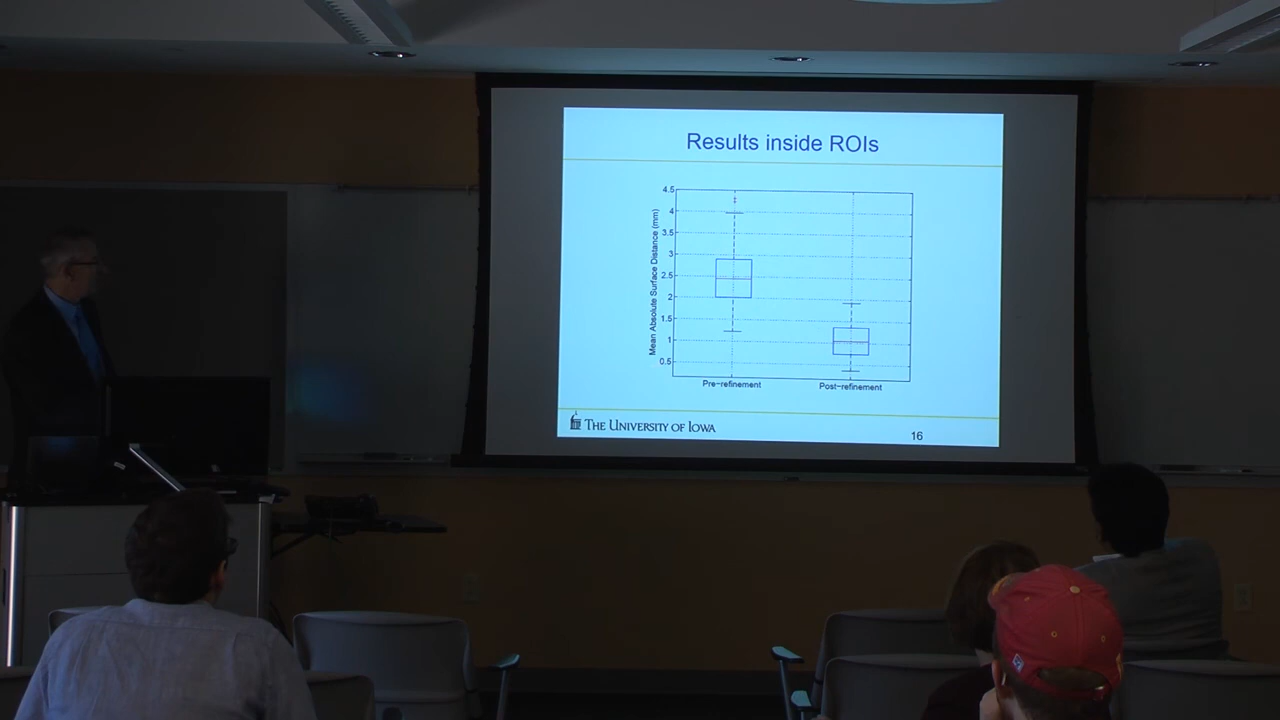 Results inside ROIs
Mean Absolute Surface Distance (mm)
4.5
4
3.5
3
2.5
2
1.5
1
0.5
Pre-refinement
Post-refinement
THE UNIVERSITY OF IOWA
16